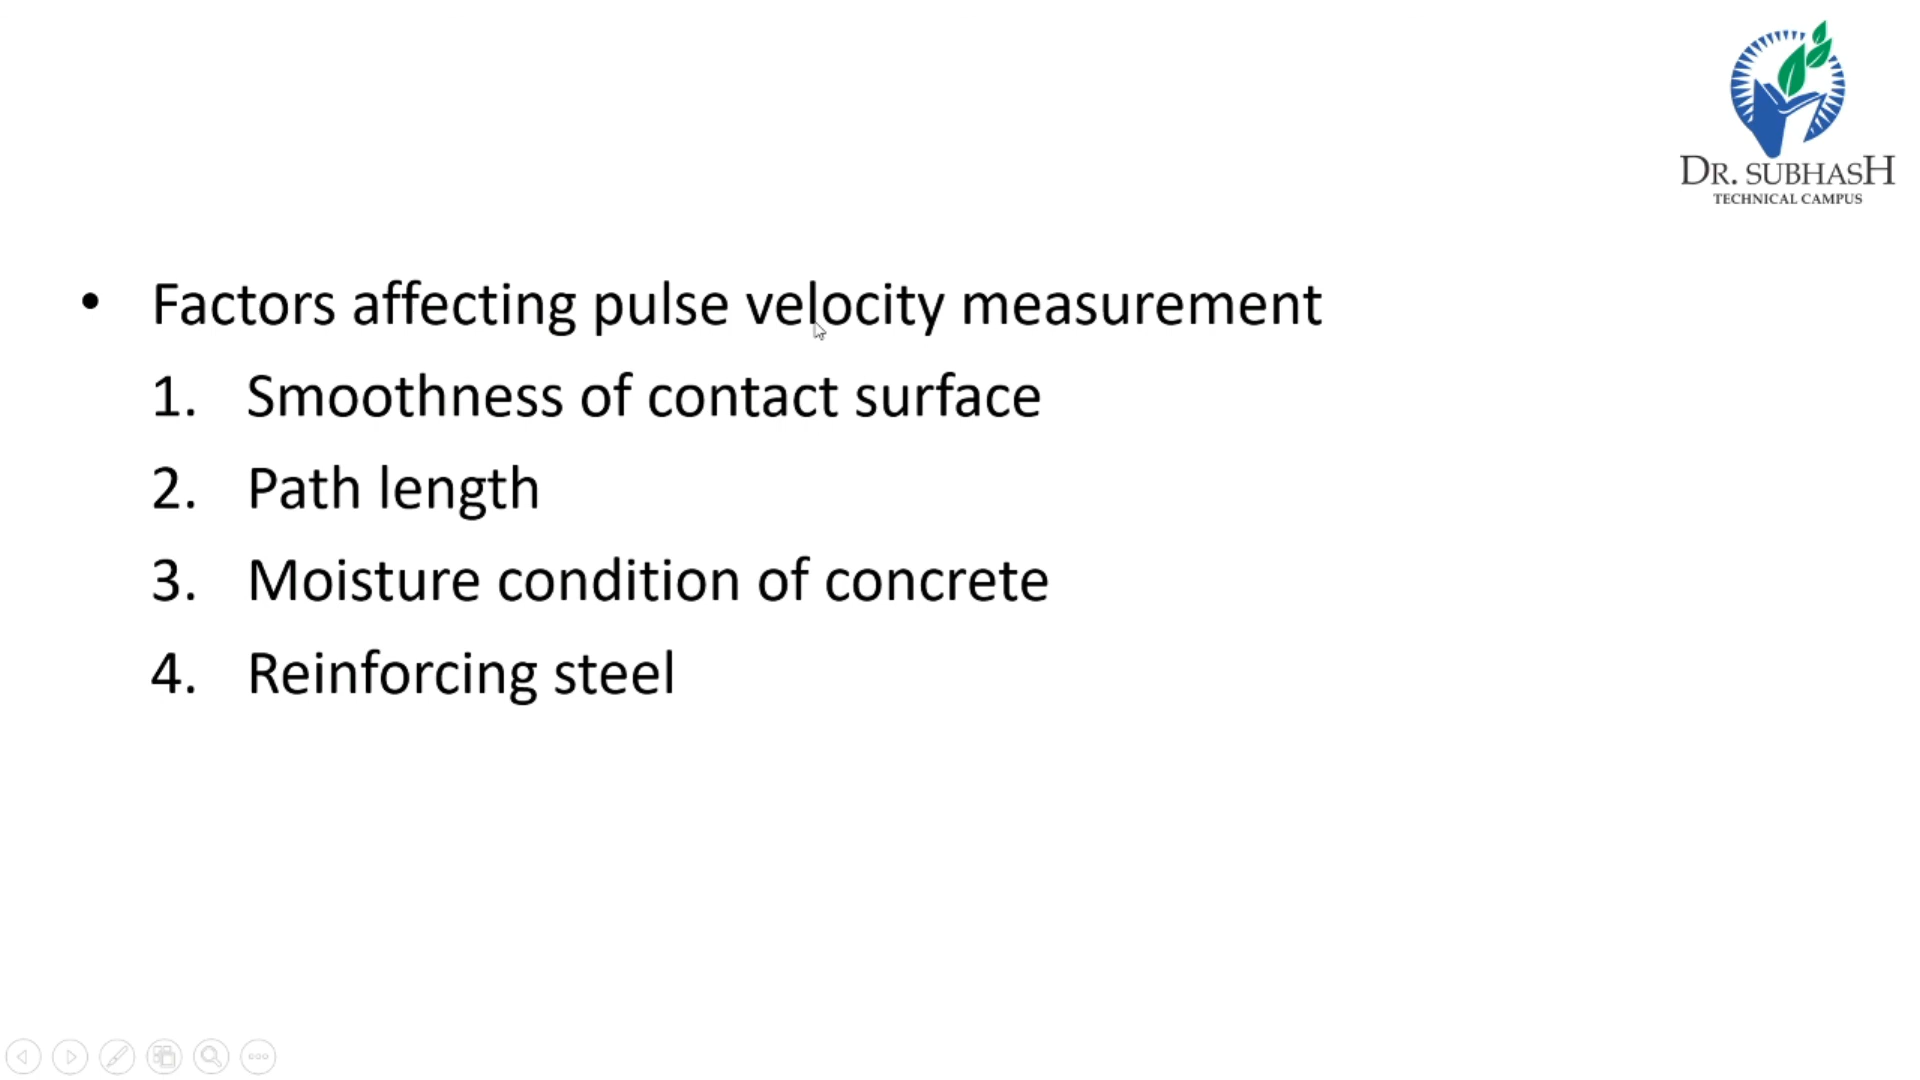 DR. SUBHASH
TECHNICAL CAMPUS
• Factors affecting pulse velocity measurement
1. Smoothness of contact surface
2. Path length
3. Moisture condition of concrete
4. Reinforcing steel